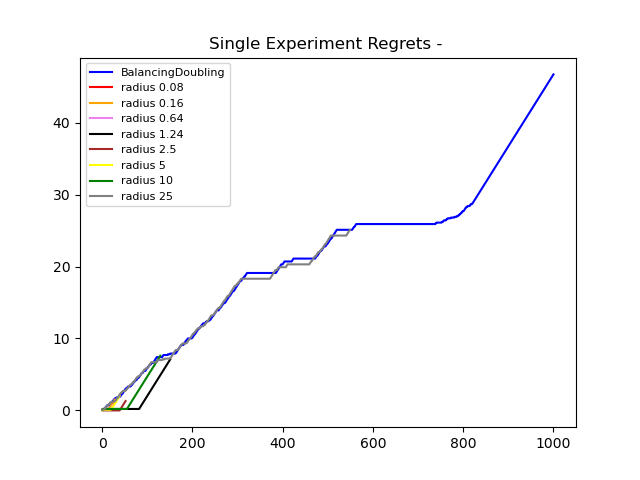 Single Experiment Regrets -
BalancingDoubling
radius 0.08
radius 0.16
radius 0.64
radius 1.24
radius 2.5
radius 5
radius 10
radius 25
40
30
20
10
0
0 200 400 600 800 1000